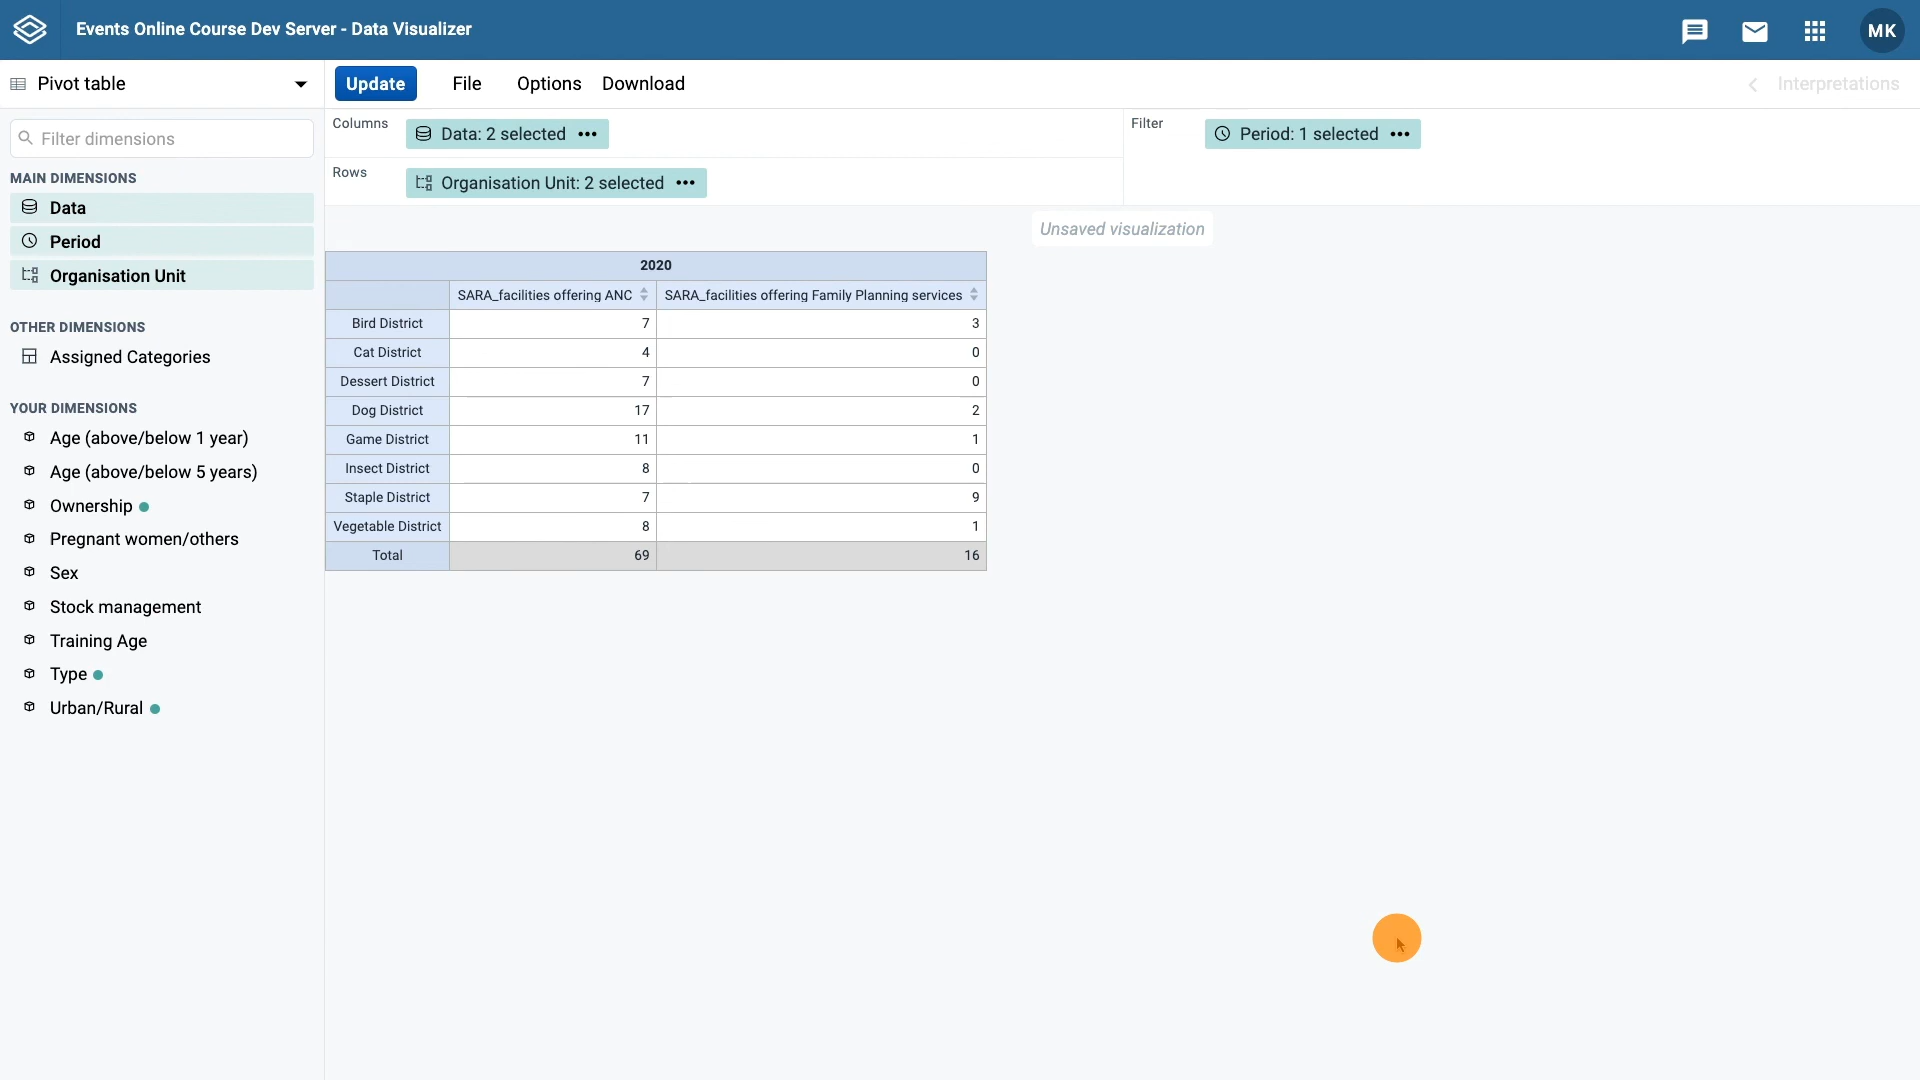 Events Online Course Dev Server - Data Visualizer
MK
Pivot table
Update
File
Options
Download
Interpretations
Filter dimensions
MAIN DIMENSIONS
Data
Period
Organisation Unit
OTHER DIMENSIONS
Assigned Categories
YOUR DIMENSIONS
Age (above/below 1 year)
Age (above/below 5 years)
Ownership
Pregnant women/others
Sex
Stock management
Training Age
Type
Urban/Rural
Columns
Data: 2 selected •••
Filter
Period: 1 selected •••
Rows
Organisation Unit: 2 selected •••
Unsaved visualization
2020
SARA_facilities offering ANC SARA_facilities offering Family Planning services
Bird District 7 3
Cat District 4 0
Dessert District 7 0
Dog District 17 2
Game District 11 1
Insect District 8 0
Staple District 7 9
Vegetable District 8 1
Total 69 16